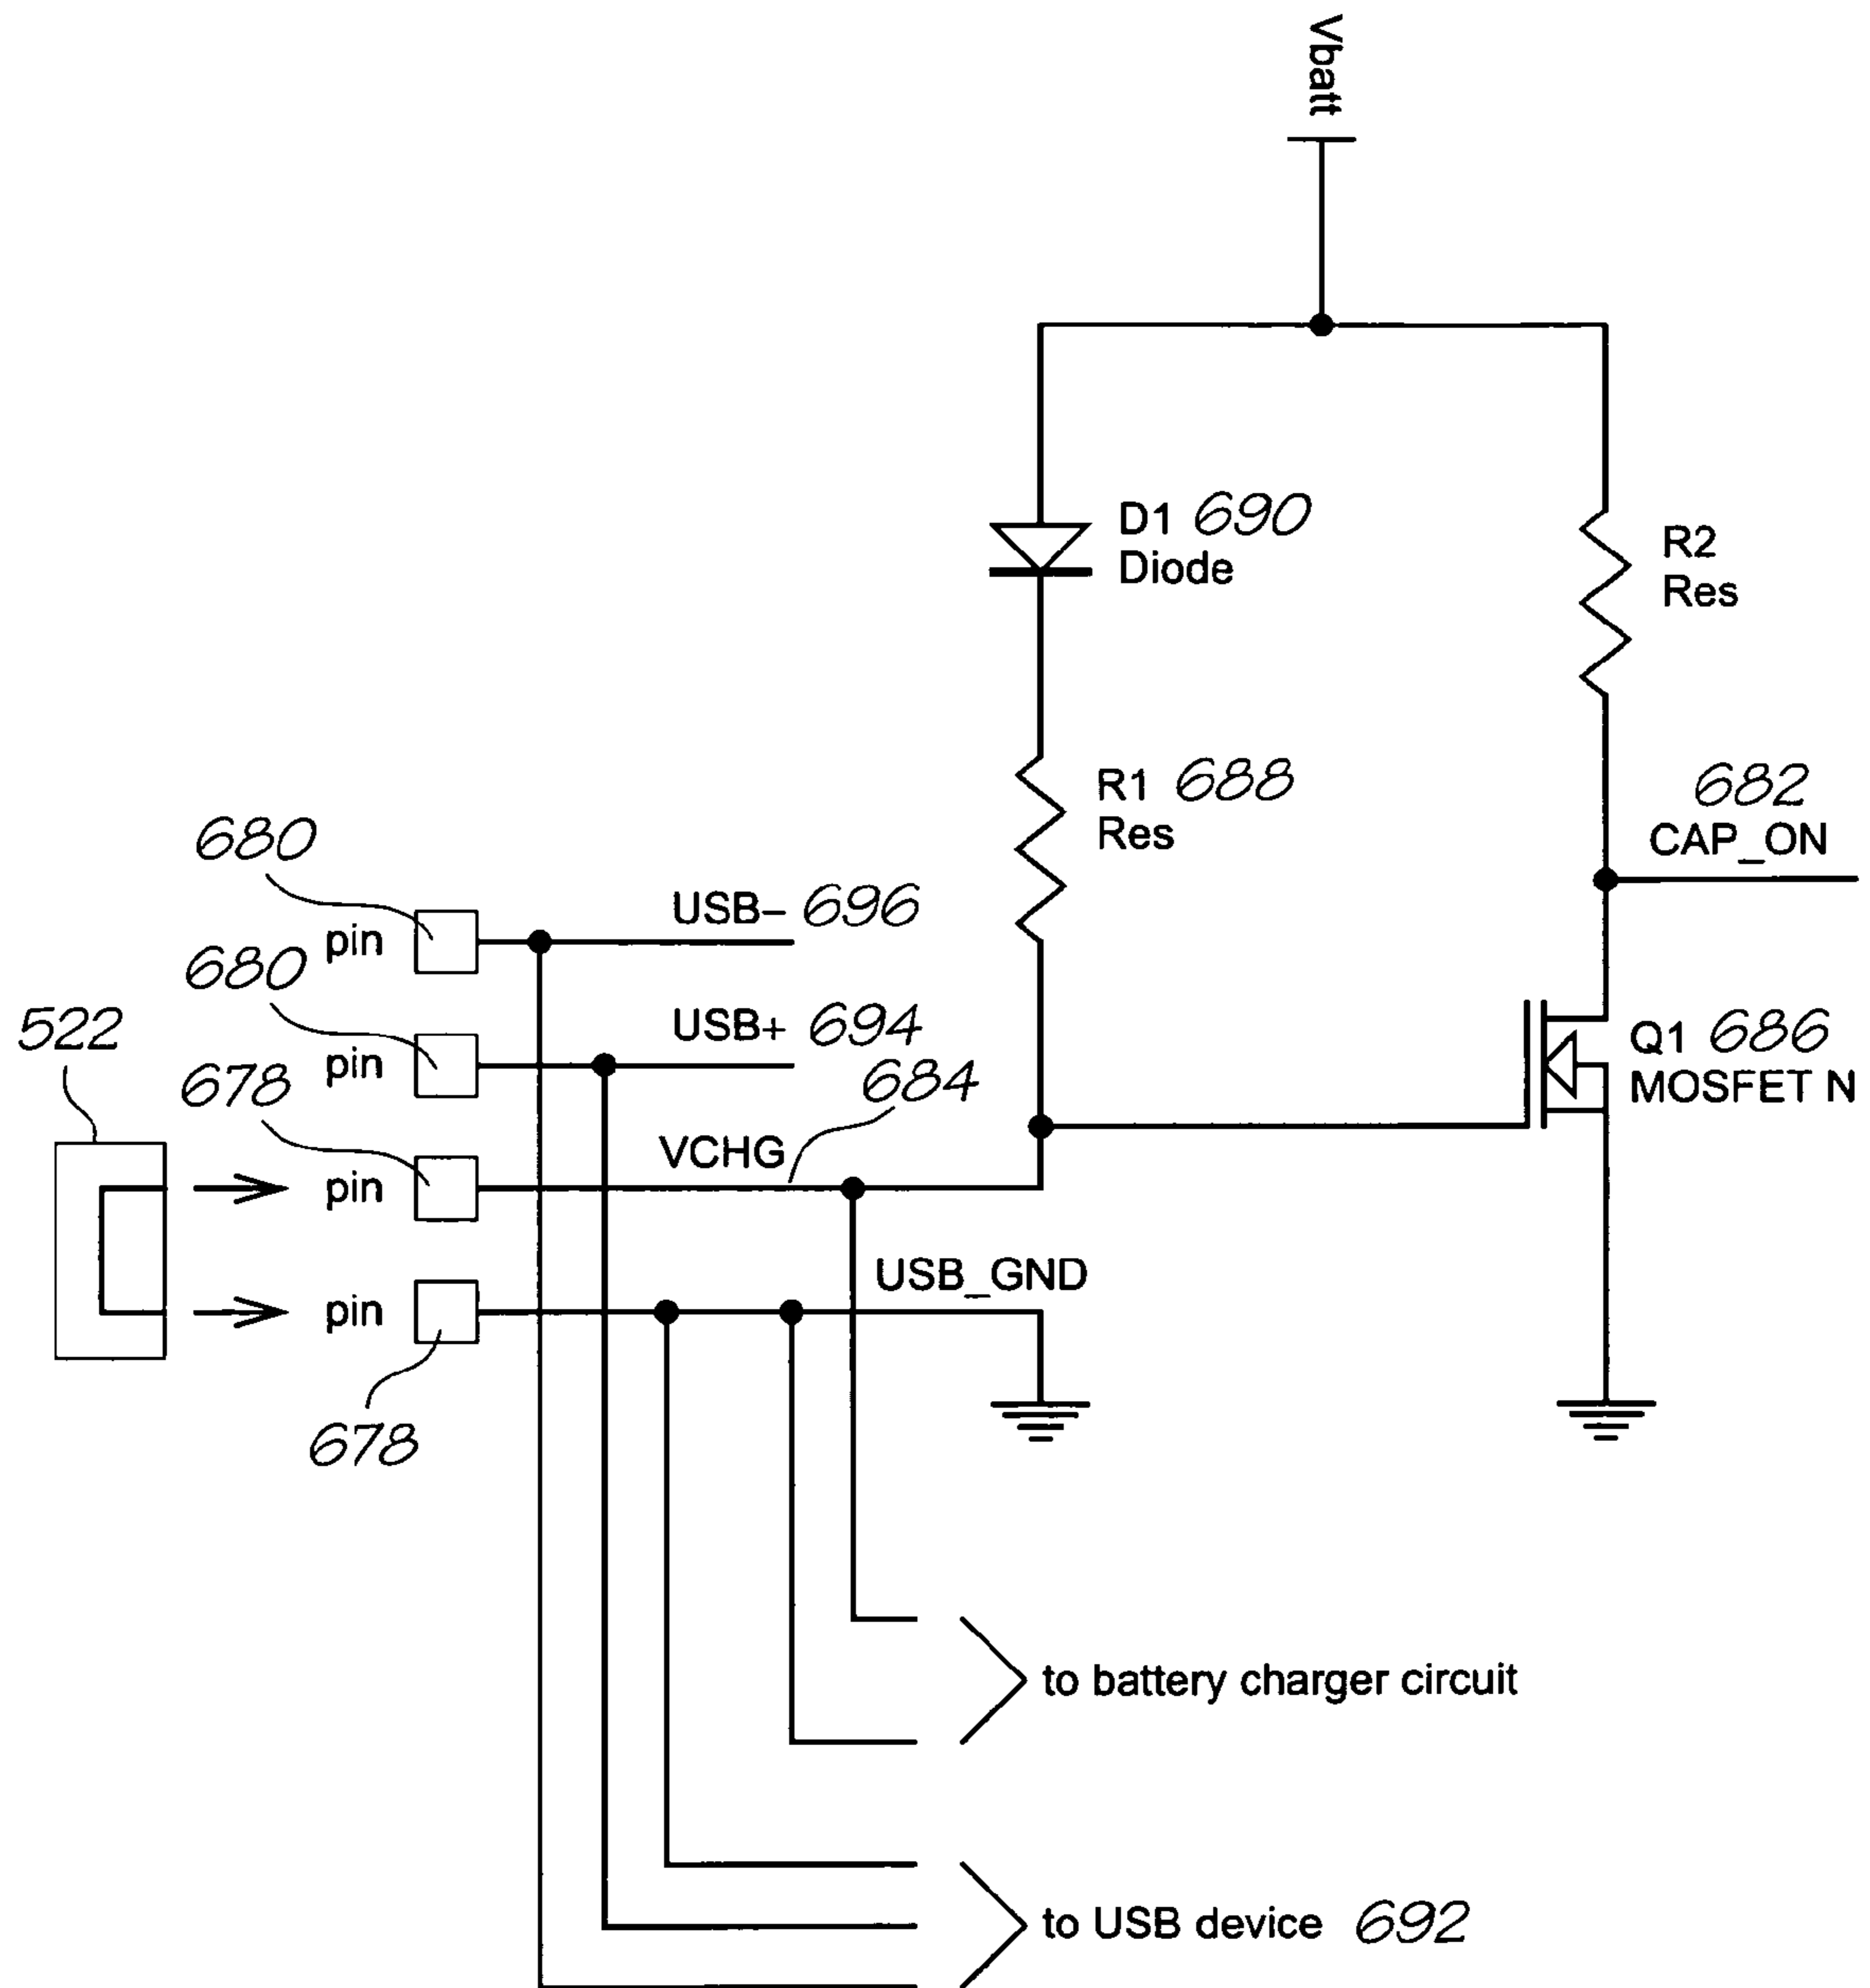 Vbatt
D1 690
Diode
R2
Res
R1 688
Res
682
CAP_ON
680
pin
USB– 696
680
pin
USB+ 694
522
678
pin
VCHG
684
Q1 686
MOSFET N
pin
USB_GND
678
to battery charger circuit
to USB device 692